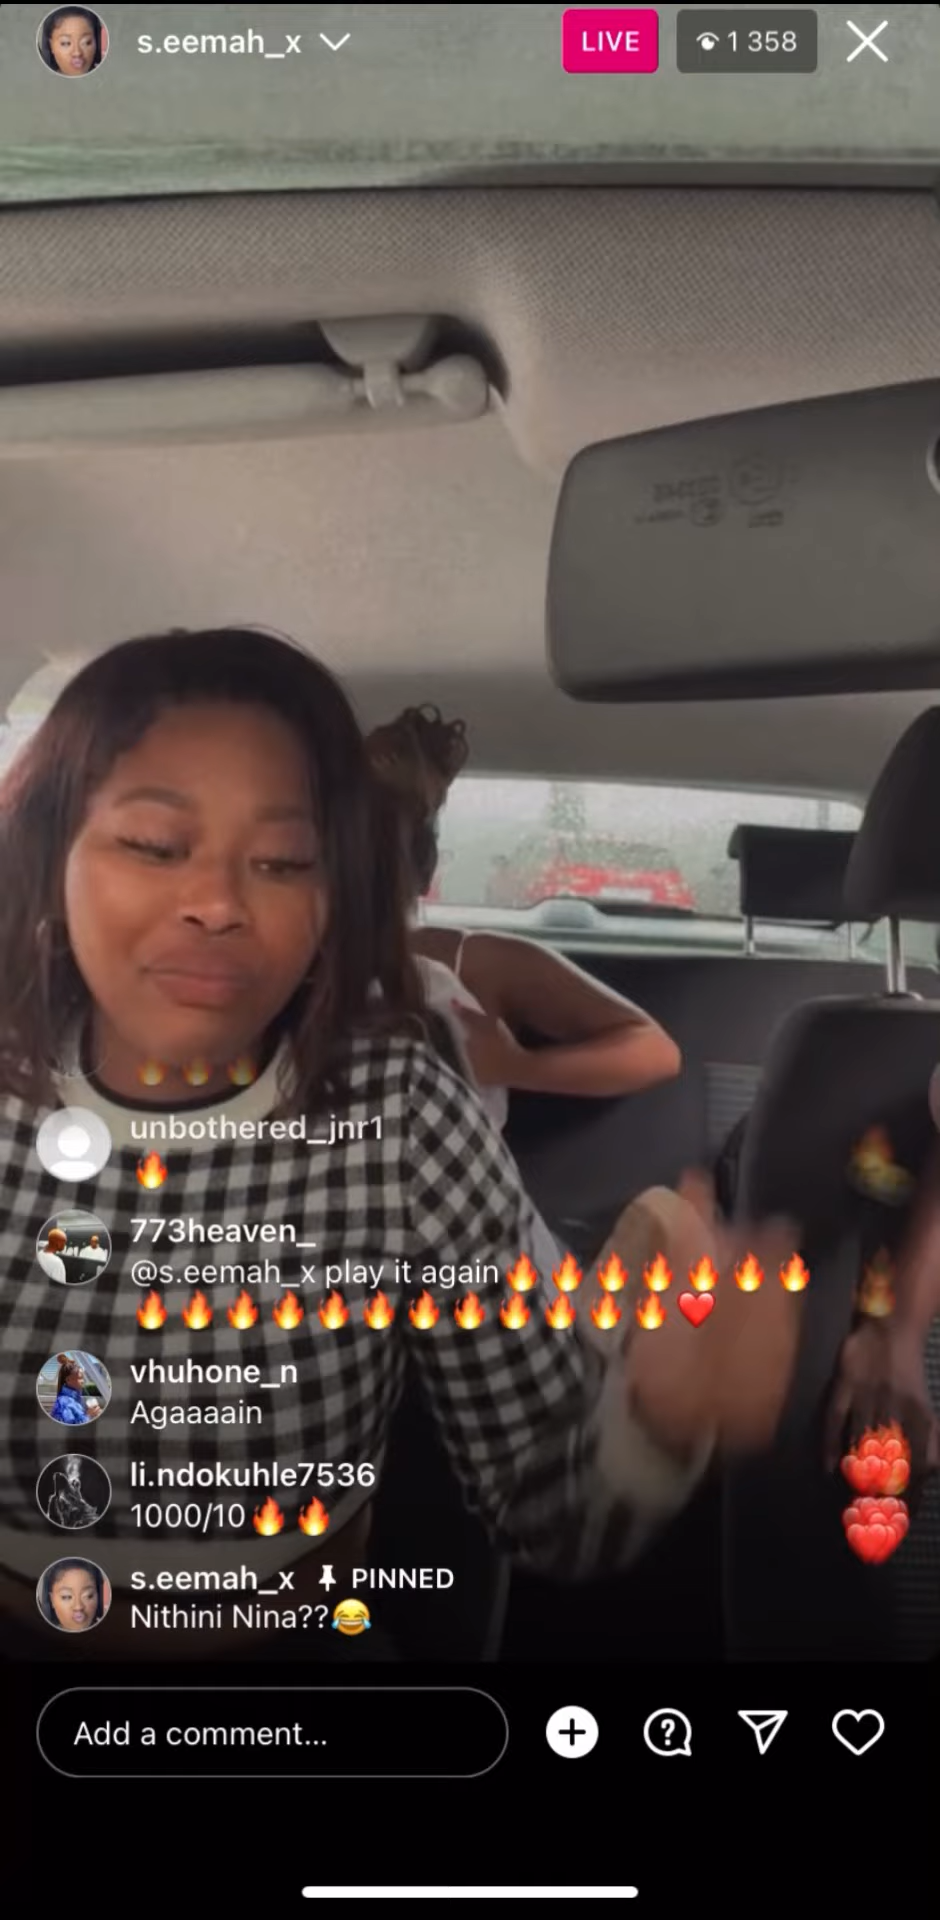 s.eemah_x
LIVE
1 358
🔥 🔥 🔥
unbothered_jnr1
🔥
773heaven_
@s.eemah_x play it again🔥🔥🔥🔥🔥🔥🔥
🔥🔥🔥🔥🔥🔥🔥🔥🔥🔥🔥🔥❤️
vhuhone_n
Agaaaain
li.ndokuhle7536
1000/10🔥🔥
s.eemah_x PINNED
Nithini Nina??😂
Add a comment...